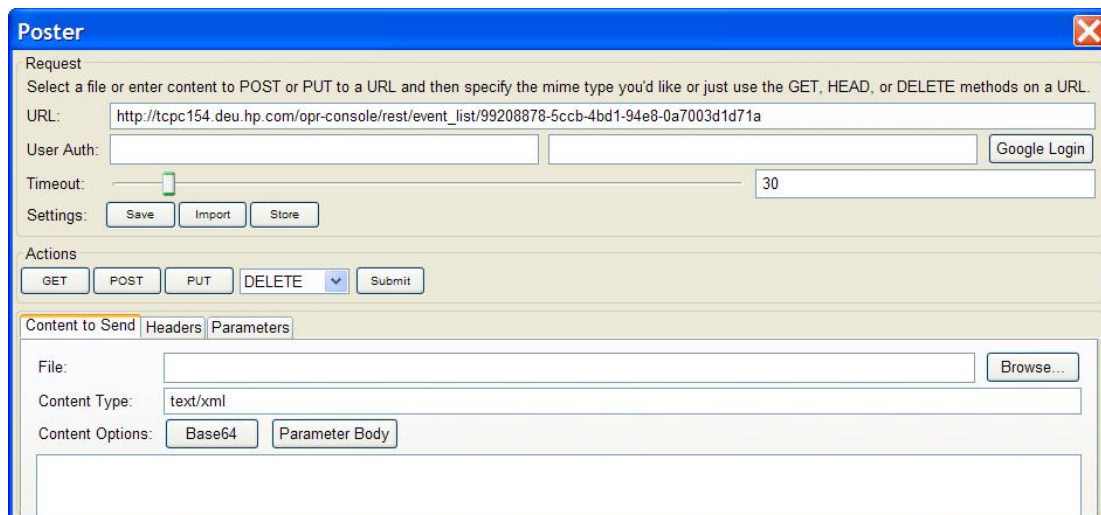 Poster
Request
Select a file or enter content to POST or PUT to a URL and then specify the mime type you'd like or just use the GET, HEAD, or DELETE methods on a URL.
URL: http://tcpc154.deu.hp.com/opr-console/rest/event_list/99208878-5ccb-4bd1-94e8-0a7003d1d71a
User Auth: Google Login
Timeout: 30
Settings: Save Import Store
Actions
GET POST PUT DELETE Submit
Content to Send Headers Parameters
File: Browse...
Content Type: text/xml
Content Options: Base64 Parameter Body